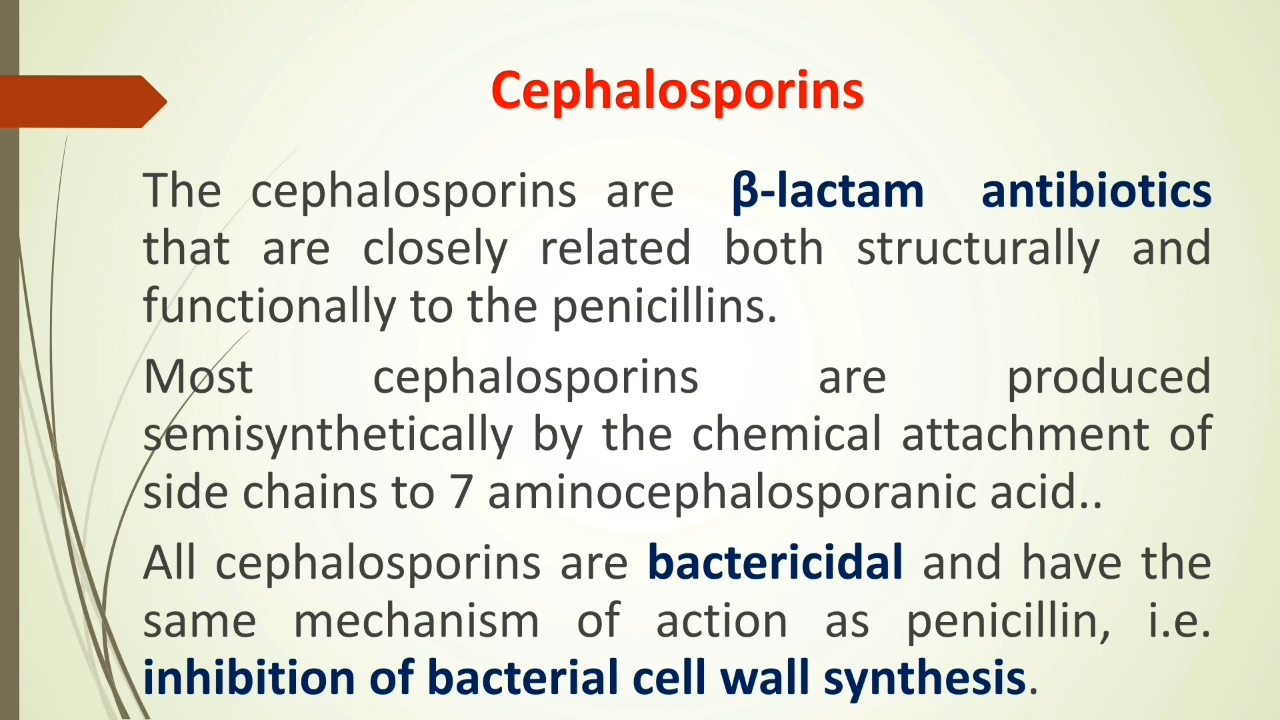 Cephalosporins
The cephalosporins are β-lactam antibiotics
that are closely related both structurally and
functionally to the penicillins.
Most cephalosporins are produced
semisynthetically by the chemical attachment of
side chains to 7 aminocephalosporanic acid..
All cephalosporins are bactericidal and have the
same mechanism of action as penicillin, i.e.
inhibition of bacterial cell wall synthesis.